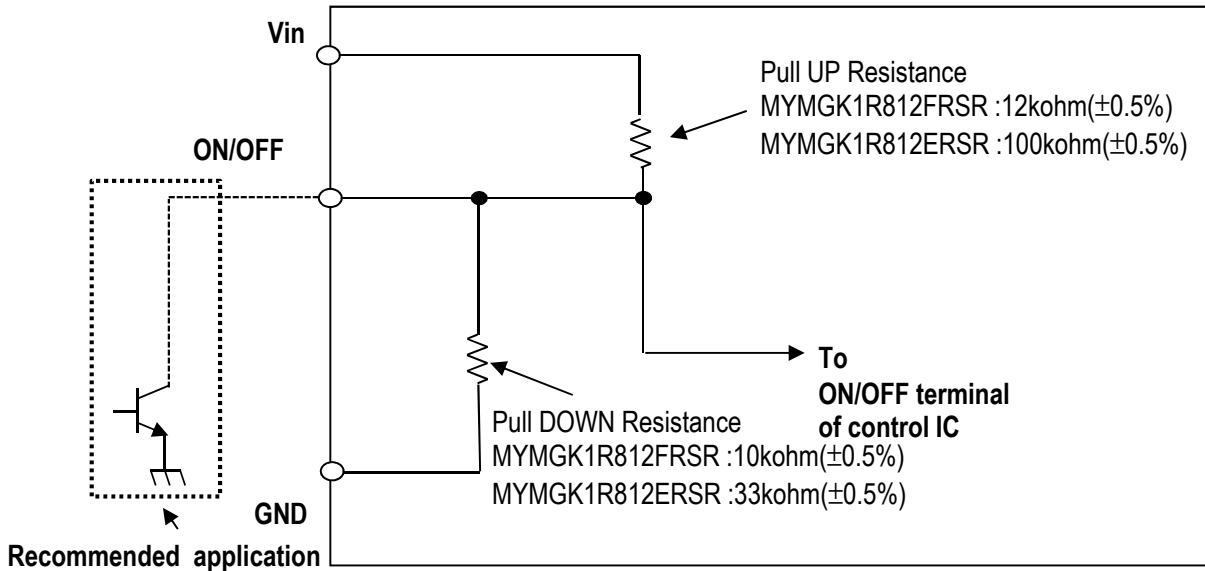 Vin
Pull UP Resistance
MYMGK1R812FRSR :12kohm(±0.5%)
MYMGK1R812ERSR :100kohm(±0.5%)
ON/OFF
To
ON/OFF terminal
of control IC
Pull DOWN Resistance
MYMGK1R812FRSR :10kohm(±0.5%)
MYMGK1R812ERSR :33kohm(±0.5%)
GND
Recommended application